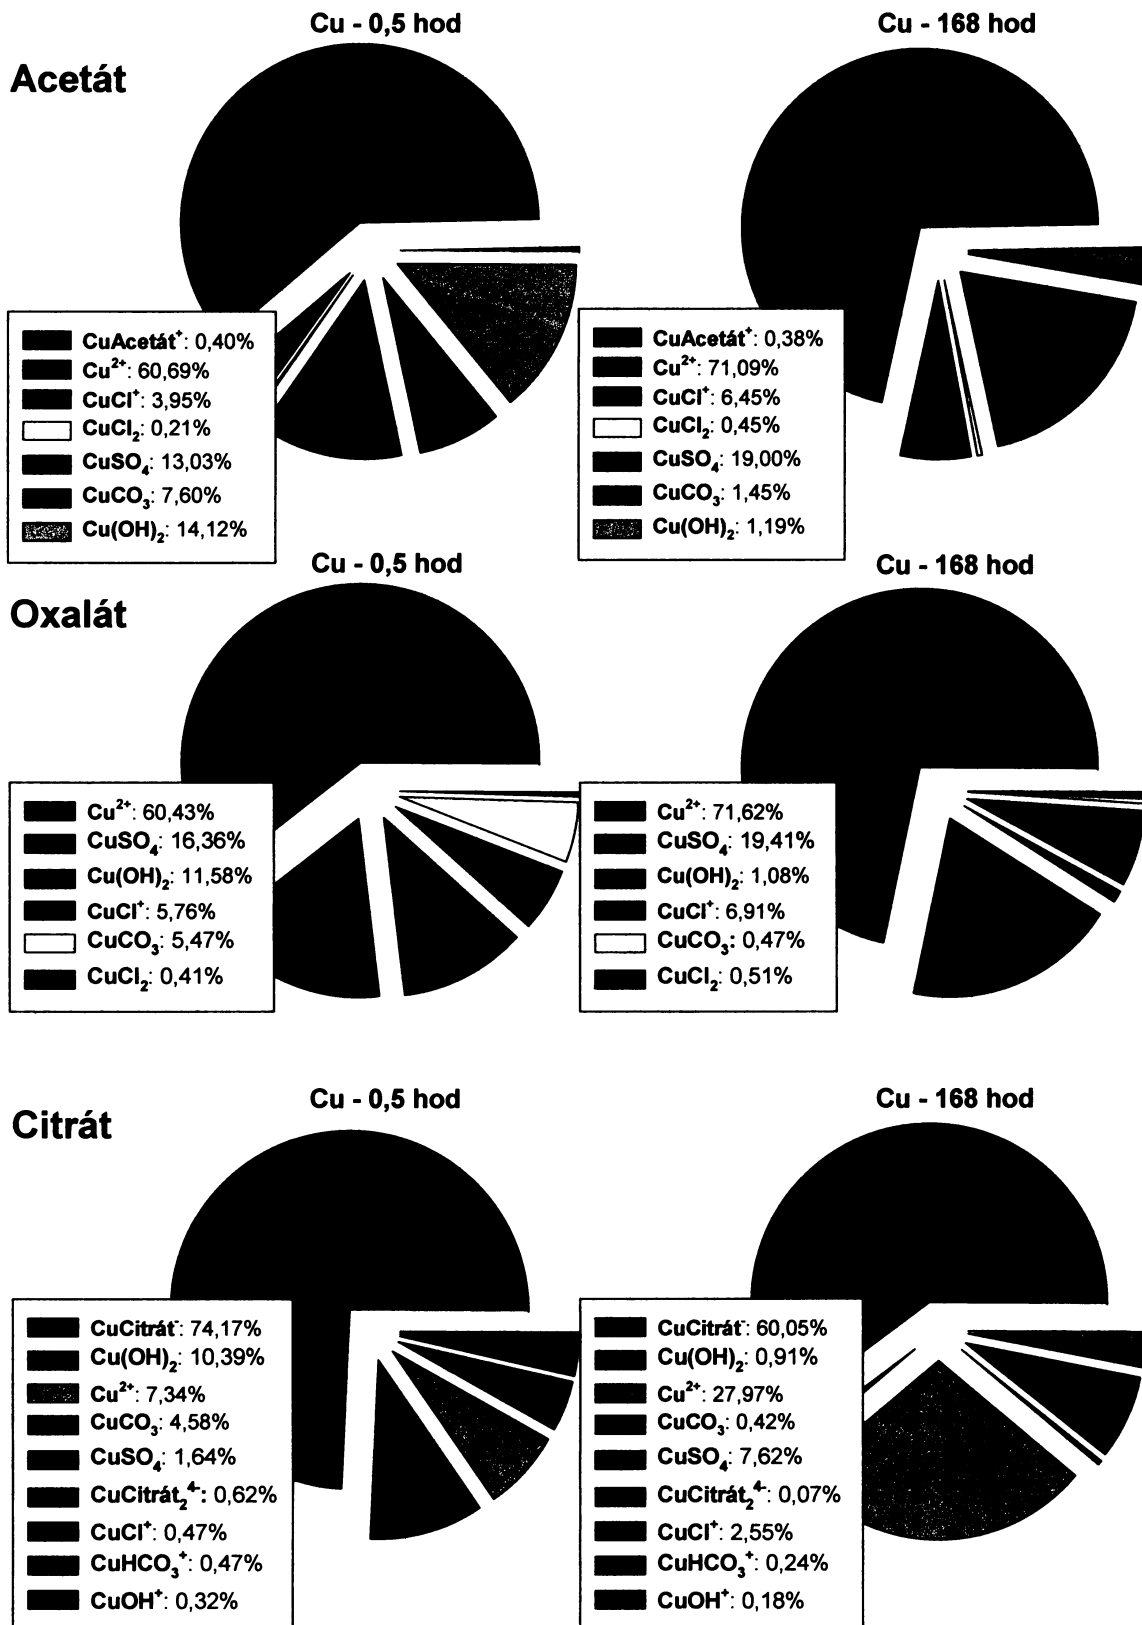 Cu - 0,5 hod
Cu - 168 hod
Acetát
CuAcetát⁺: 0,40%
Cu²⁺: 60,69%
CuCl⁺: 3,95%
CuCl₂: 0,21%
CuSO₄: 13,03%
CuCO₃: 7,60%
Cu(OH)₂: 14,12%
CuAcetát⁺: 0,38%
Cu²⁺: 71,09%
CuCl⁺: 6,45%
CuCl₂: 0,45%
CuSO₄: 19,00%
CuCO₃: 1,45%
Cu(OH)₂: 1,19%
Cu - 0,5 hod
Cu - 168 hod
Oxalát
Cu²⁺: 60,43%
CuSO₄: 16,36%
Cu(OH)₂: 11,58%
CuCl⁺: 5,76%
CuCO₃: 5,47%
CuCl₂: 0,41%
Cu²⁺: 71,62%
CuSO₄: 19,41%
Cu(OH)₂: 1,08%
CuCl⁺: 6,91%
CuCO₃: 0,47%
CuCl₂: 0,51%
Cu - 0,5 hod
Cu - 168 hod
Citrát
CuCitrát⁻: 74,17%
Cu(OH)₂: 10,39%
Cu²⁺: 7,34%
CuCO₃: 4,58%
CuSO₄: 1,64%
CuCitrát₂⁴⁻: 0,62%
CuCl⁺: 0,47%
CuHCO₃⁺: 0,47%
CuOH⁺: 0,32%
CuCitrát⁻: 60,05%
Cu(OH)₂: 0,91%
Cu²⁺: 27,97%
CuCO₃: 0,42%
CuSO₄: 7,62%
CuCitrát₂⁴⁻: 0,07%
CuCl⁺: 2,55%
CuHCO₃⁺: 0,24%
CuOH⁺: 0,18%